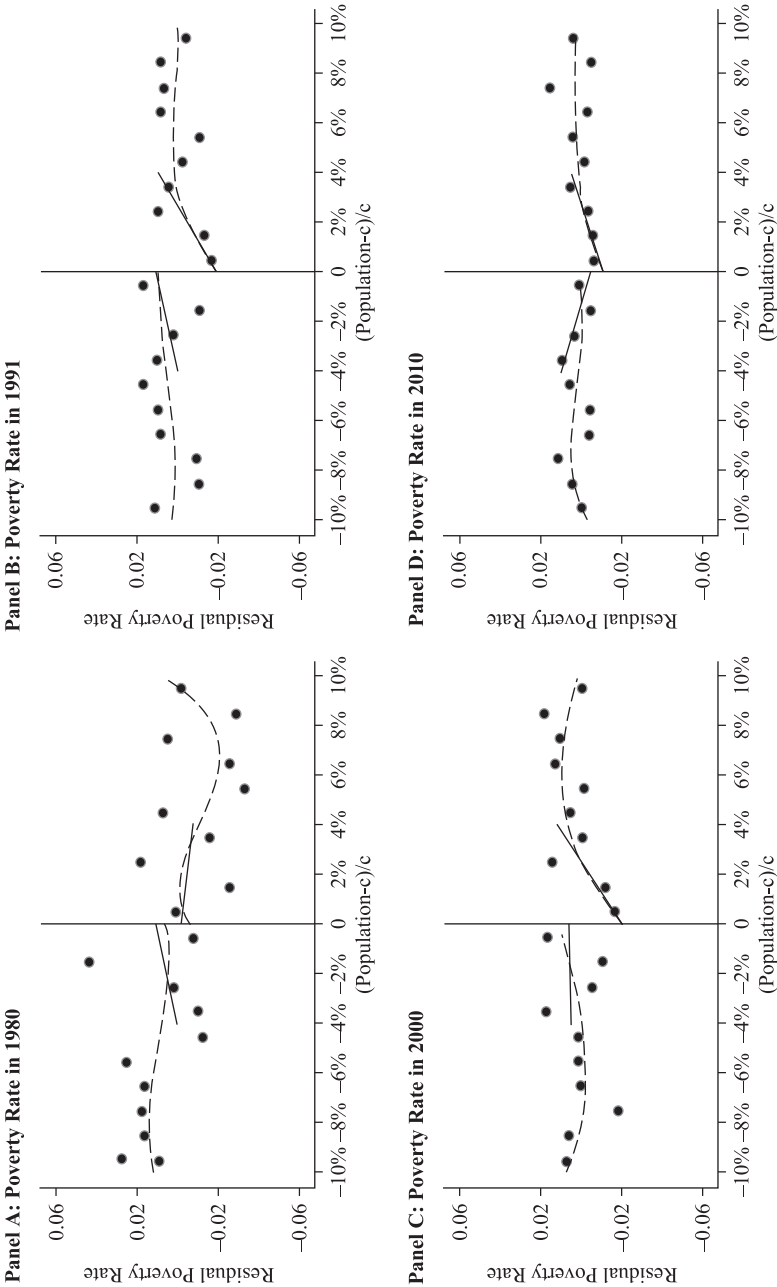 Panel A: Poverty Rate in 1980
Residual Poverty Rate
0.06
0.02
–0.02
–0.06
–10% –8% –6% –4% –2% 0 2% 4% 6% 8% 10%
(Population-c)/c
Panel B: Poverty Rate in 1991
Residual Poverty Rate
0.06
0.02
–0.02
–0.06
–10% –8% –6% –4% –2% 0 2% 4% 6% 8% 10%
(Population-c)/c
Panel C: Poverty Rate in 2000
Residual Poverty Rate
0.06
0.02
–0.02
–0.06
–10% –8% –6% –4% –2% 0 2% 4% 6% 8% 10%
(Population-c)/c
Panel D: Poverty Rate in 2010
Residual Poverty Rate
0.06
0.02
–0.02
–0.06
–10% –8% –6% –4% –2% 0 2% 4% 6% 8% 10%
(Population-c)/c